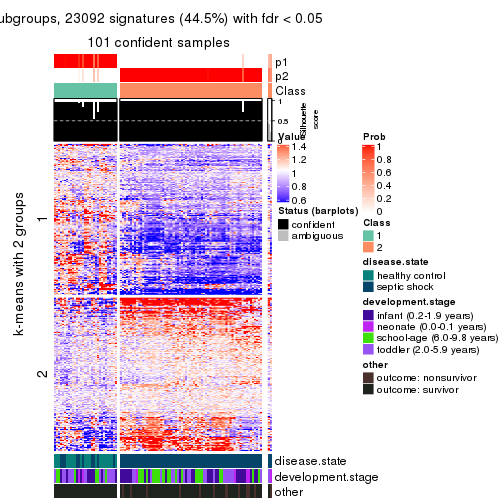 ubgroups, 23092 signatures (44.5%) with fdr < 0.05
101 confident samples
p1
p2
Class
1
0.5
0
Silhouette
score
k-means with 2 groups
1
2
Value
1.4
1.2
1
0.8
0.6
Status (barplots)
confident
ambiguous
Prob
1
0.8
0.6
0.4
0.2
0
Class
1
2
disease.state
healthy control
septic shock
development.stage
infant (0.2-1.9 years)
neonate (0.0-0.1 years)
school-age (6.0-9.8 years)
toddler (2.0-5.9 years)
other
outcome: nonsurvivor
outcome: survivor
disease.state
development.stage
other